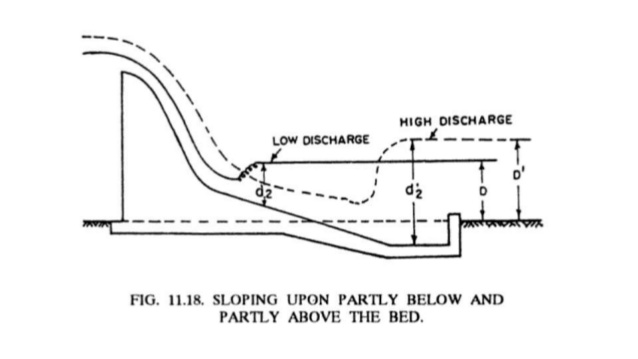 HIGH DISCHARGE
LOW DISCHARGE
d2
d'2
D
D'
FIG. 11.18. SLOPING UPON PARTLY BELOW AND
PARTLY ABOVE THE BED.